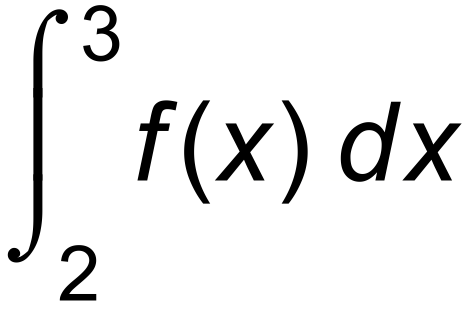 ∫₂³ f(x) dx